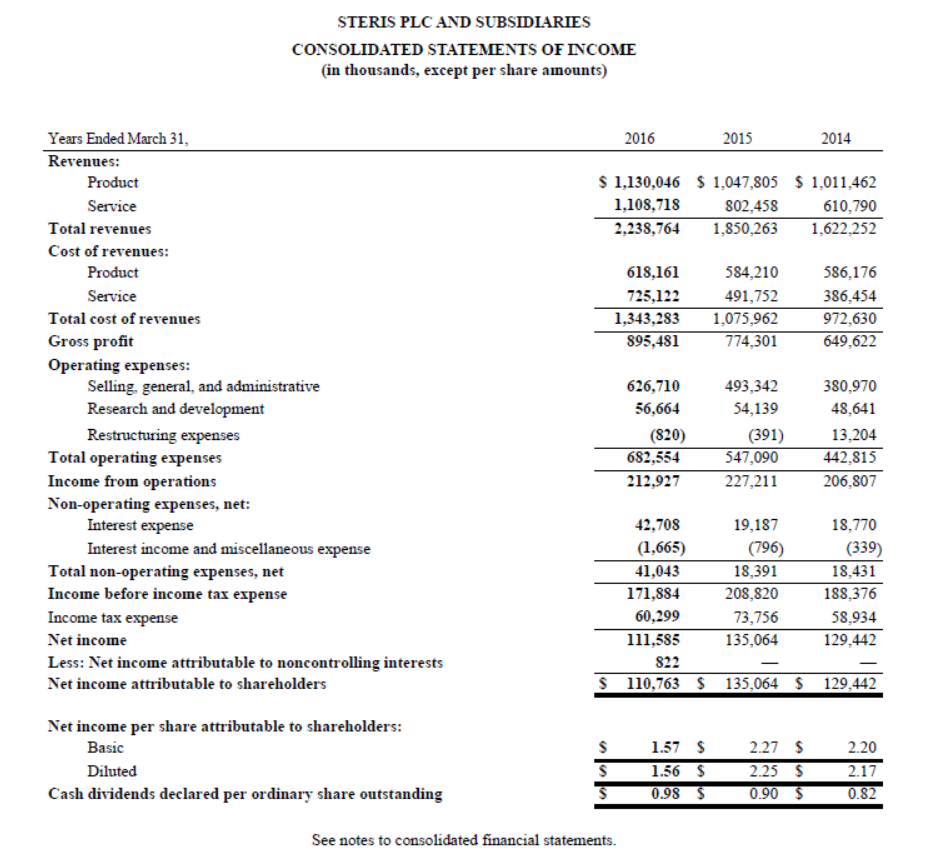 STERIS PLC AND SUBSIDIARIES
CONSOLIDATED STATEMENTS OF INCOME
(in thousands, except per share amounts)
Years Ended March 31, 2016 2015 2014
Revenues:
Product $ 1,130,046 $ 1,047,805 $ 1,011,462
Service 1,108,718 802,458 610,790
Total revenues 2,238,764 1,850,263 1,622,252
Cost of revenues:
Product 618,161 584,210 586,176
Service 725,122 491,752 386,454
Total cost of revenues 1,343,283 1,075,962 972,630
Gross profit 895,481 774,301 649,622
Operating expenses:
Selling, general, and administrative 626,710 493,342 380,970
Research and development 56,664 54,139 48,641
Restructuring expenses (820) (391) 13,204
Total operating expenses 682,554 547,090 442,815
Income from operations 212,927 227,211 206,807
Non-operating expenses, net:
Interest expense 42,708 19,187 18,770
Interest income and miscellaneous expense (1,665) (796) (339)
Total non-operating expenses, net 41,043 18,391 18,431
Income before income tax expense 171,884 208,820 188,376
Income tax expense 60,299 73,756 58,934
Net income 111,585 135,064 129,442
Less: Net income attributable to noncontrolling interests 822 — —
Net income attributable to shareholders $ 110,763 $ 135,064 $ 129,442
Net income per share attributable to shareholders:
Basic $ 1.57 $ 2.27 $ 2.20
Diluted $ 1.56 $ 2.25 $ 2.17
Cash dividends declared per ordinary share outstanding $ 0.98 $ 0.90 $ 0.82
See notes to consolidated financial statements.